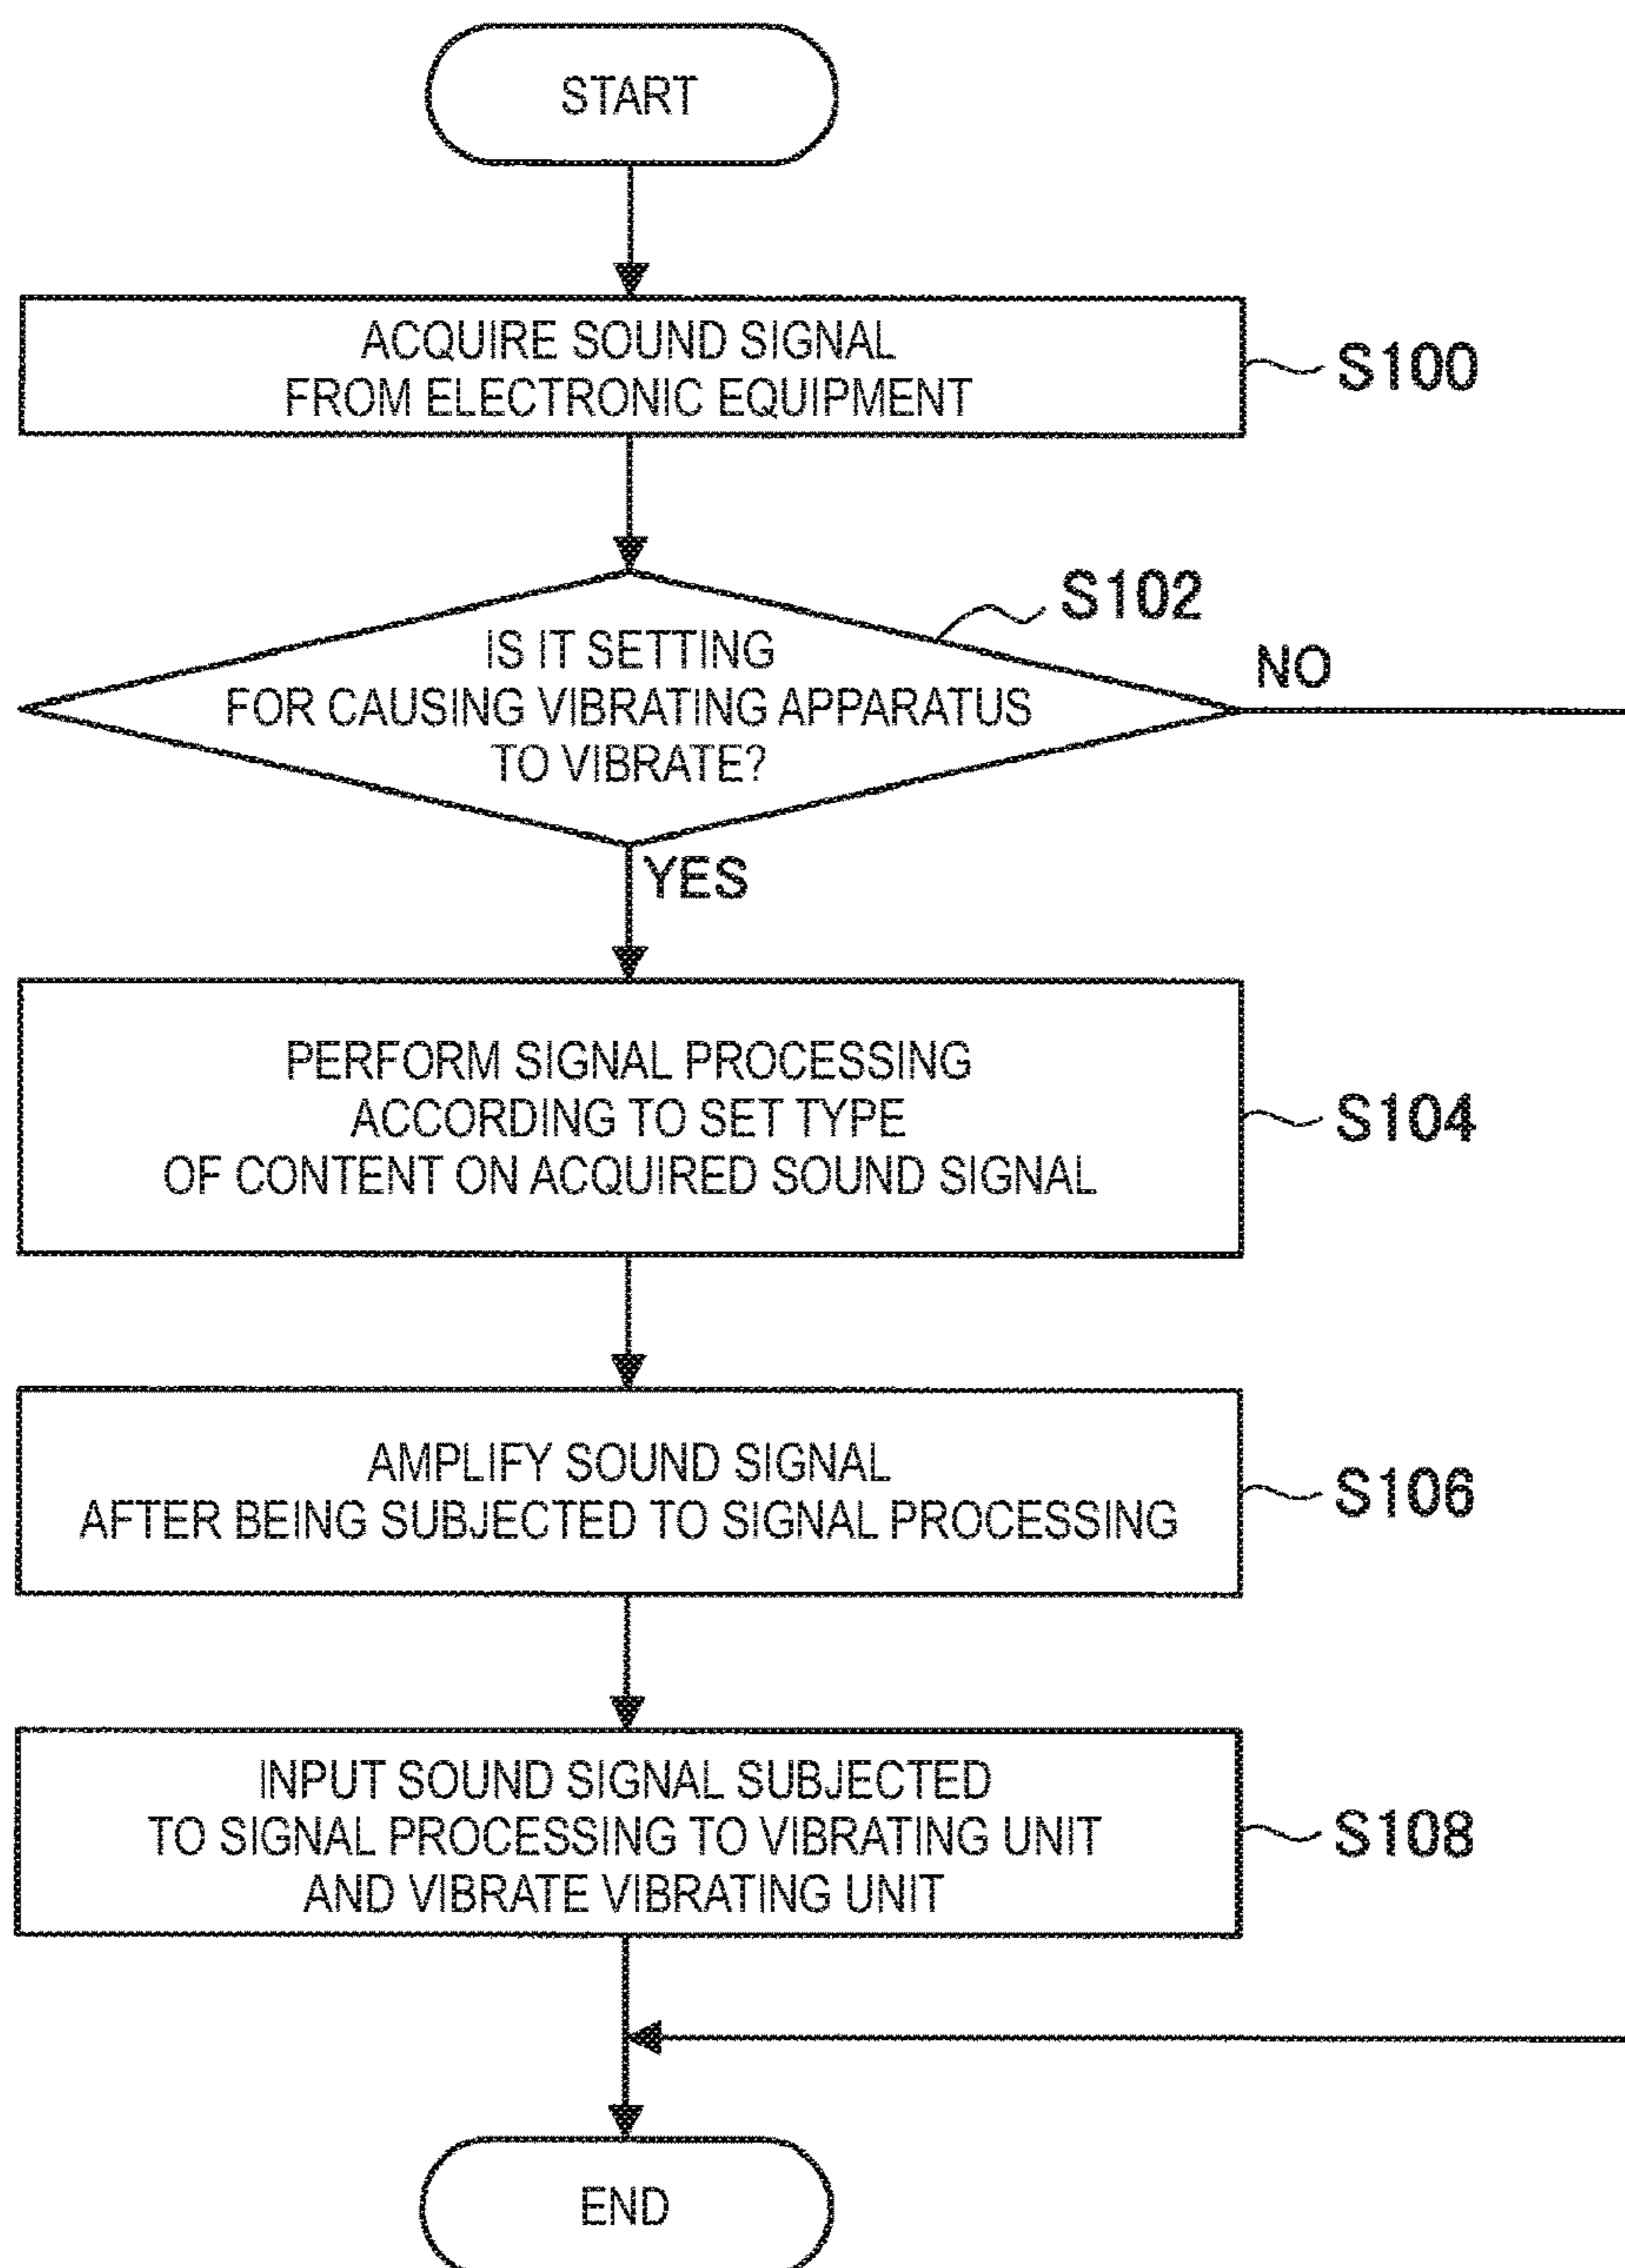 START
ACQUIRE SOUND SIGNAL
FROM ELECTRONIC EQUIPMENT
S100
S102
IS IT SETTING
FOR CAUSING VIBRATING APPARATUS
TO VIBRATE?
NO
YES
PERFORM SIGNAL PROCESSING
ACCORDING TO SET TYPE
OF CONTENT ON ACQUIRED SOUND SIGNAL
S104
AMPLIFY SOUND SIGNAL
AFTER BEING SUBJECTED TO SIGNAL PROCESSING
S106
INPUT SOUND SIGNAL SUBJECTED
TO SIGNAL PROCESSING TO VIBRATING UNIT
AND VIBRATE VIBRATING UNIT
S108
END